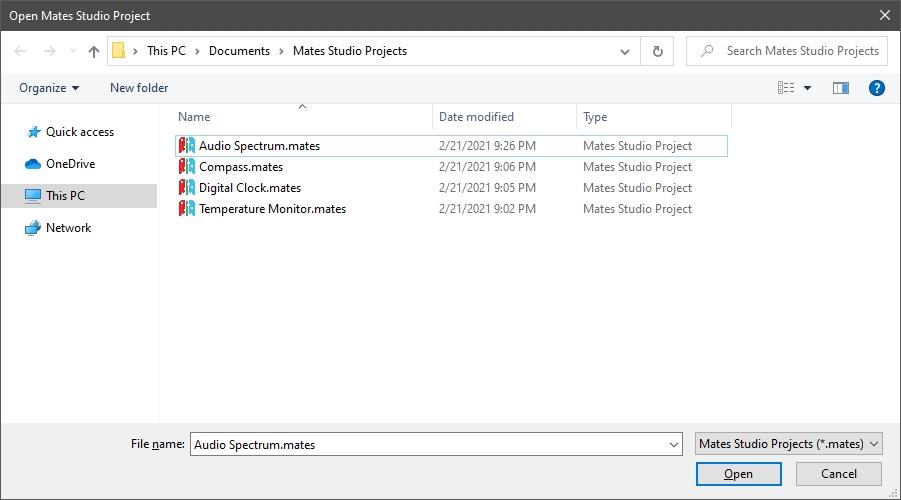 Open Mates Studio Project
This PC > Documents > Mates Studio Projects
Search Mates Studio Projects
Organize New folder
?
Name Date modified Type
Quick access
OneDrive
This PC
Network
Audio Spectrum.mates 2/21/2021 9:26 PM Mates Studio Project
Compass.mates 2/21/2021 9:06 PM Mates Studio Project
Digital Clock.mates 2/21/2021 9:05 PM Mates Studio Project
Temperature Monitor.mates 2/21/2021 9:02 PM Mates Studio Project
File name: Audio Spectrum.mates Mates Studio Projects (*.mates)
Open Cancel